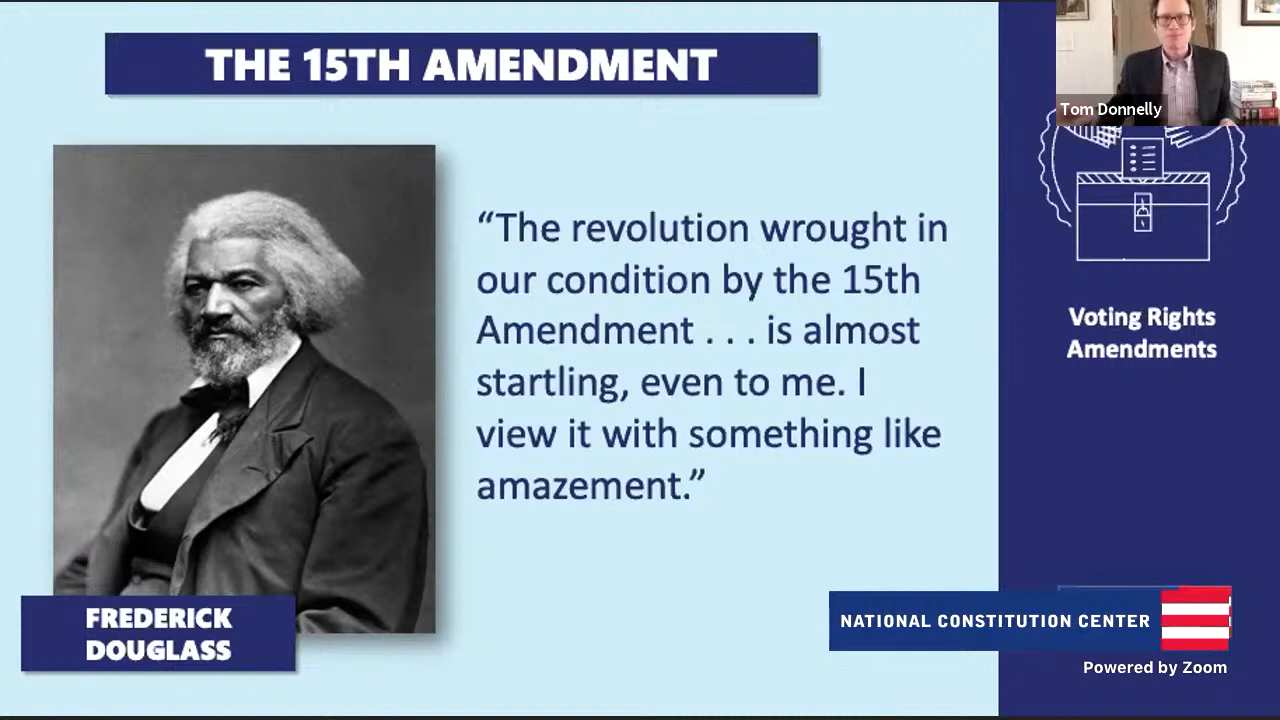 THE 15TH AMENDMENT
Tom Donnelly
“The revolution wrought in
our condition by the 15th
Amendment . . . is almost
startling, even to me. I
view it with something like
amazement.”
Voting Rights
Amendments
FREDERICK
DOUGLASS
NATIONAL CONSTITUTION CENTER
Powered by Zoom